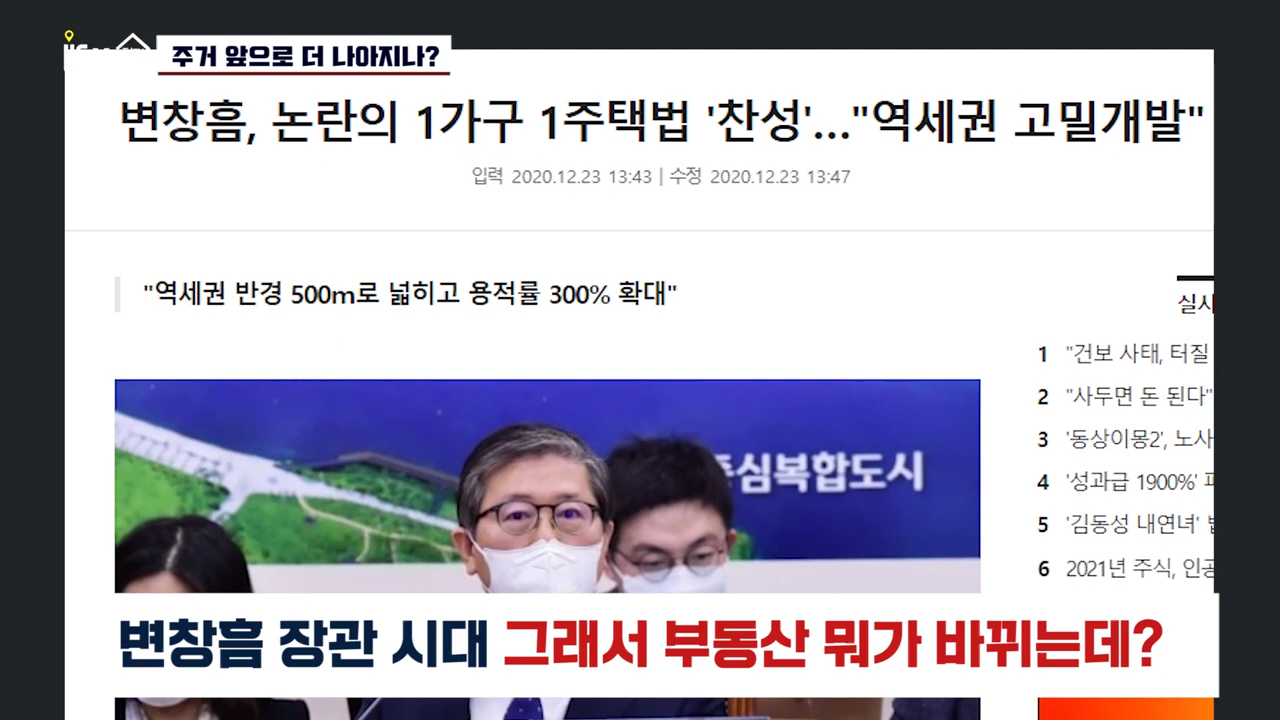 주거 앞으로 더 나아지나?
변창흠, 논란의 1가구 1주택법 '찬성'..."역세권 고밀개발"
입력 2020.12.23 13:43 | 수정 2020.12.23 13:47
"역세권 반경 500m로 넓히고 용적률 300% 확대"
실시
1 "건보 사태, 터질
2 "사두면 돈 된다"
3 '동상이몽2', 노사
4 '성과급 1900%'
5 '김동성 내연녀'
6 2021년 주식, 인공
심복합도시
변창흠 장관 시대 그래서 부동산 뭐가 바뀌는데?